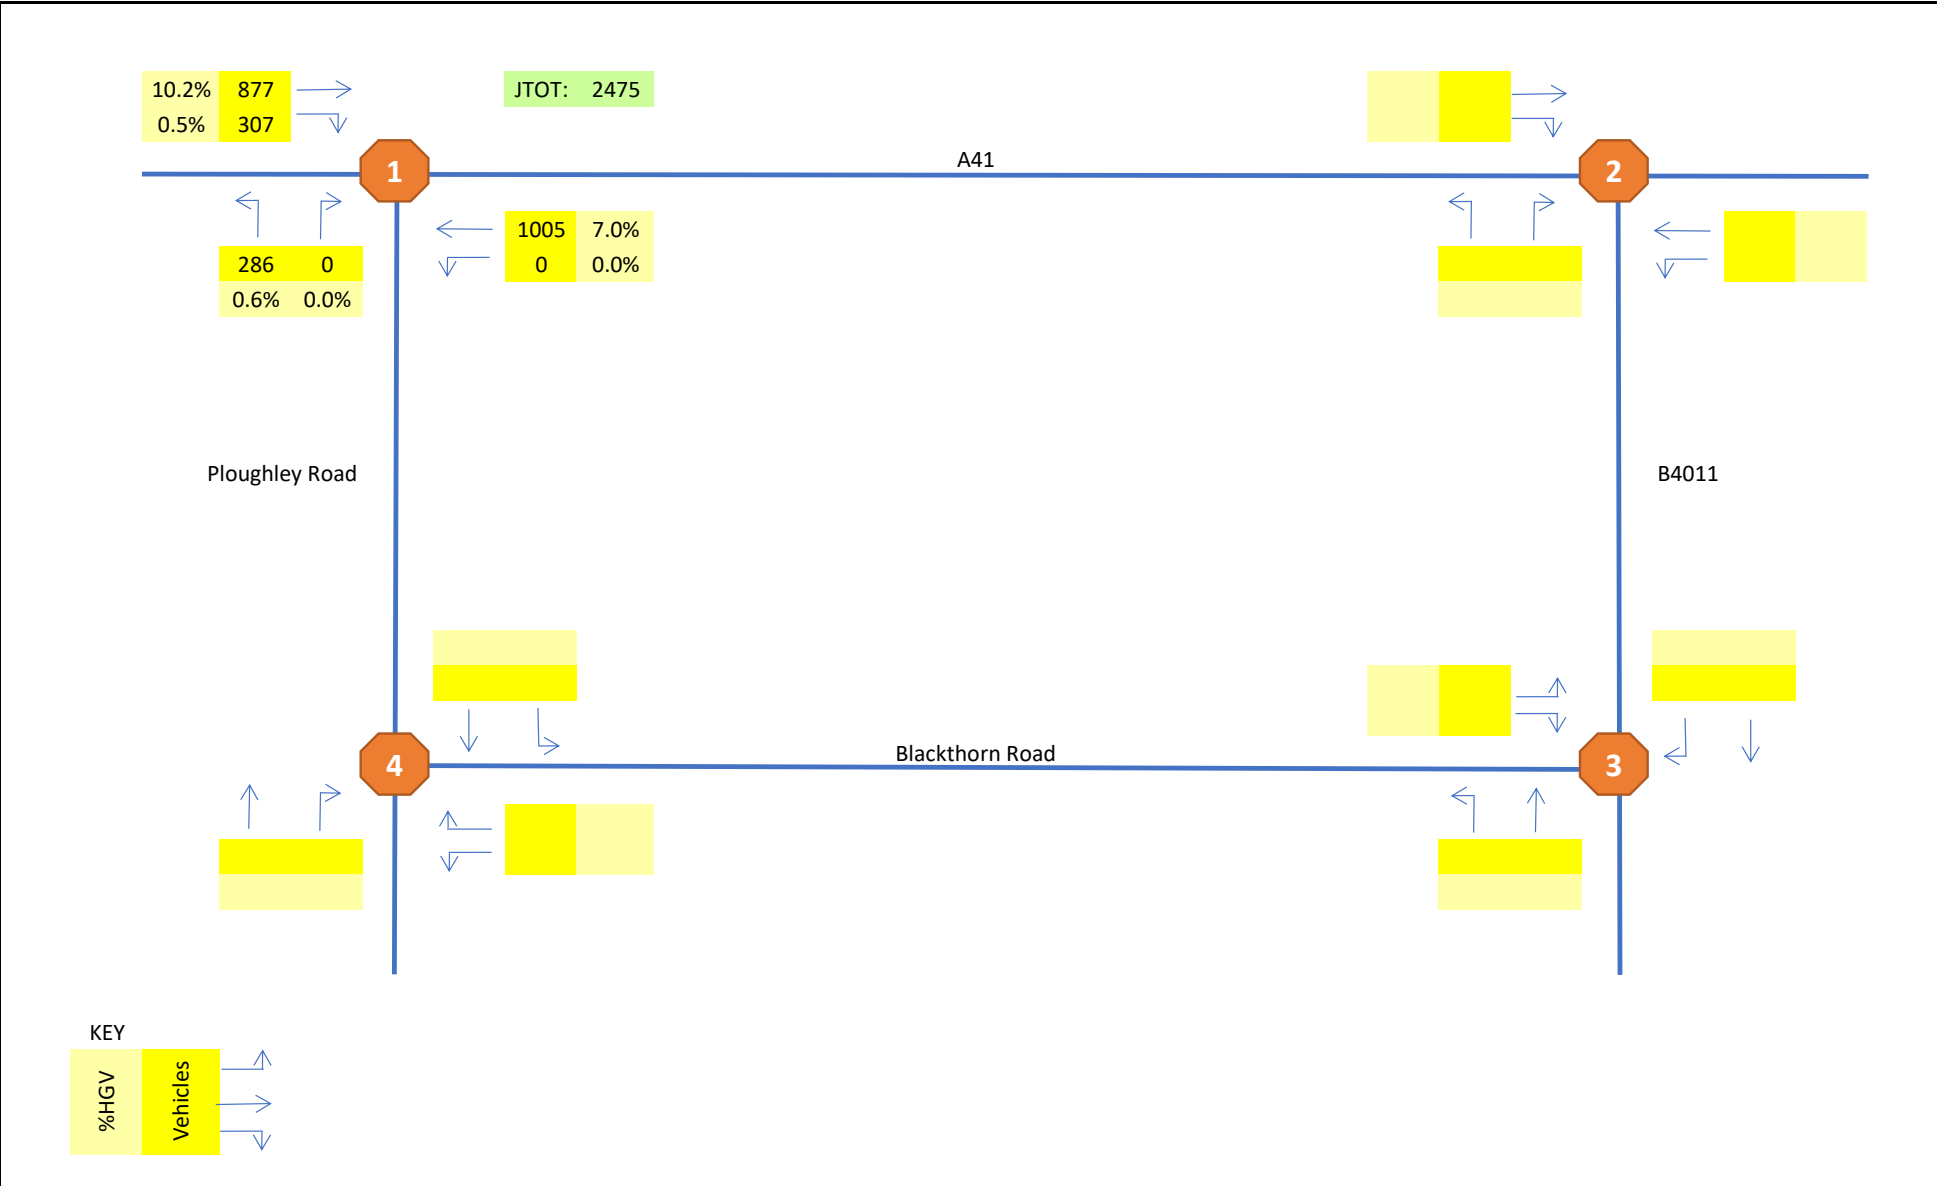 10.2% 877 JTOT: 2475
0.5% 307
1 A41 2
1005 7.0%
286 0 0 0.0%
0.6% 0.0%
Ploughley Road B4011
4 Blackthorn Road 3
KEY
%HGV Vehicles